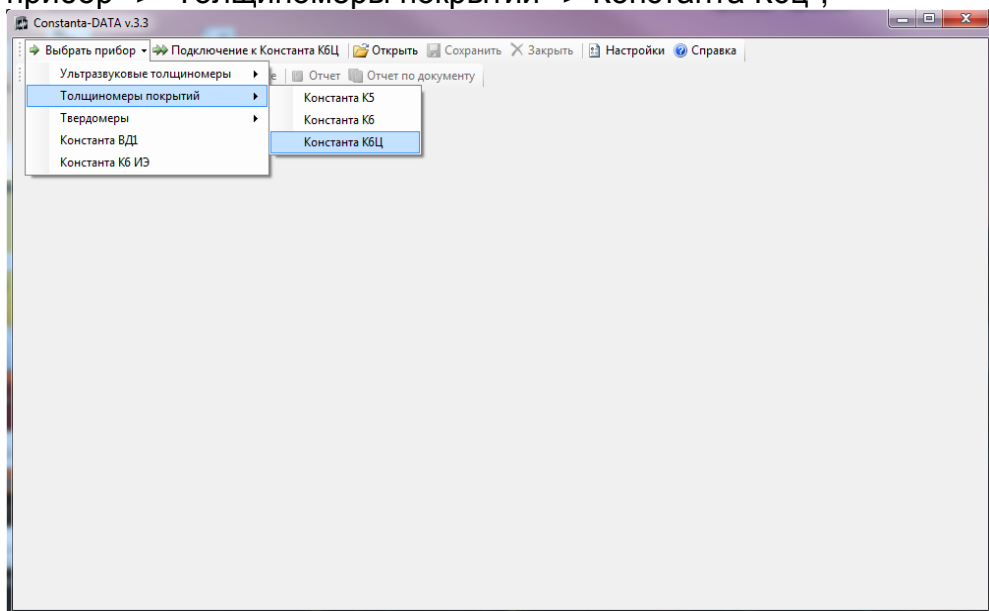 прибор -> Толщиномеры покрытий -> Константа К6Ц",
Constanta-DATA v.3.3
Выбрать прибор Подключение к Константа К6Ц Открыть Сохранить Закрыть Настройки Справка
Ультразвуковые толщиномеры
Отчет Отчет по документу
Толщиномеры покрытий
Константа К5
Твердомеры
Константа К6
Константа ВД1
Константа К6Ц
Константа К6 ИЭ